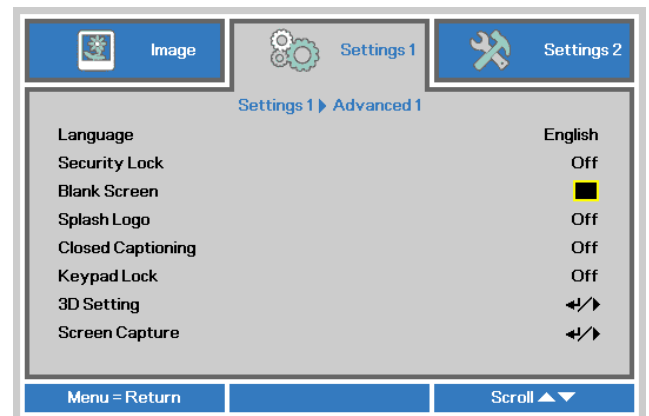 Image Settings 1 Settings 2
Settings 1 Advanced 1
Language English
Security Lock Off
Blank Screen
Splash Logo Off
Closed Captioning Off
Keypad Lock Off
3D Setting ↵/▶
Screen Capture ↵/▶
Menu = Return Scroll ▲▼